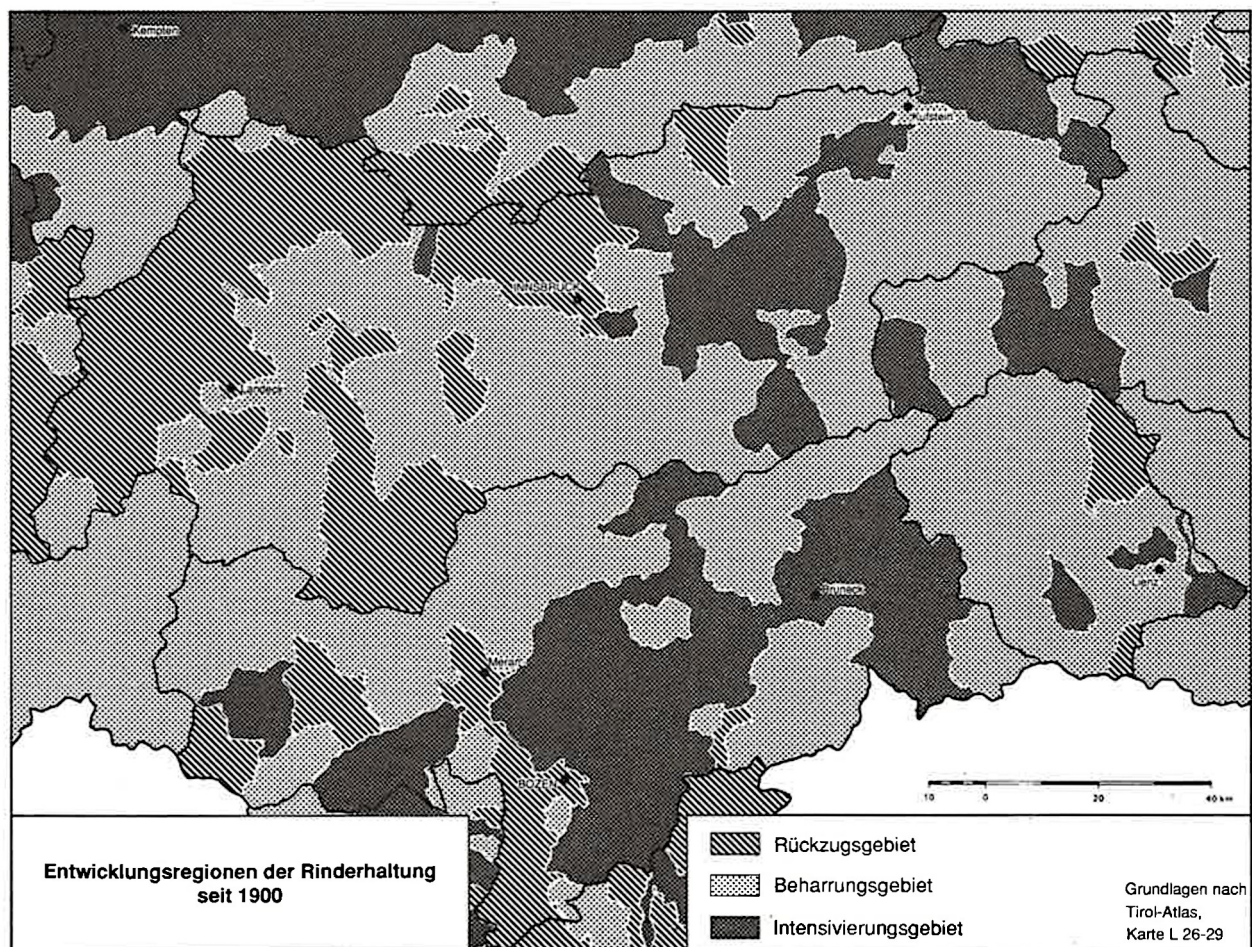 Kempten
Kufstein
INNSBRUCK
Landeck
Lienz
Bruneck
Meran
BOZEN
10 0 20 40 km
Entwicklungsregionen der Rinderhaltung
seit 1900
Rückzugsgebiet
Beharrungsgebiet
Intensivierungsgebiet
Grundlagen nach
Tirol-Atlas,
Karte L 26-29